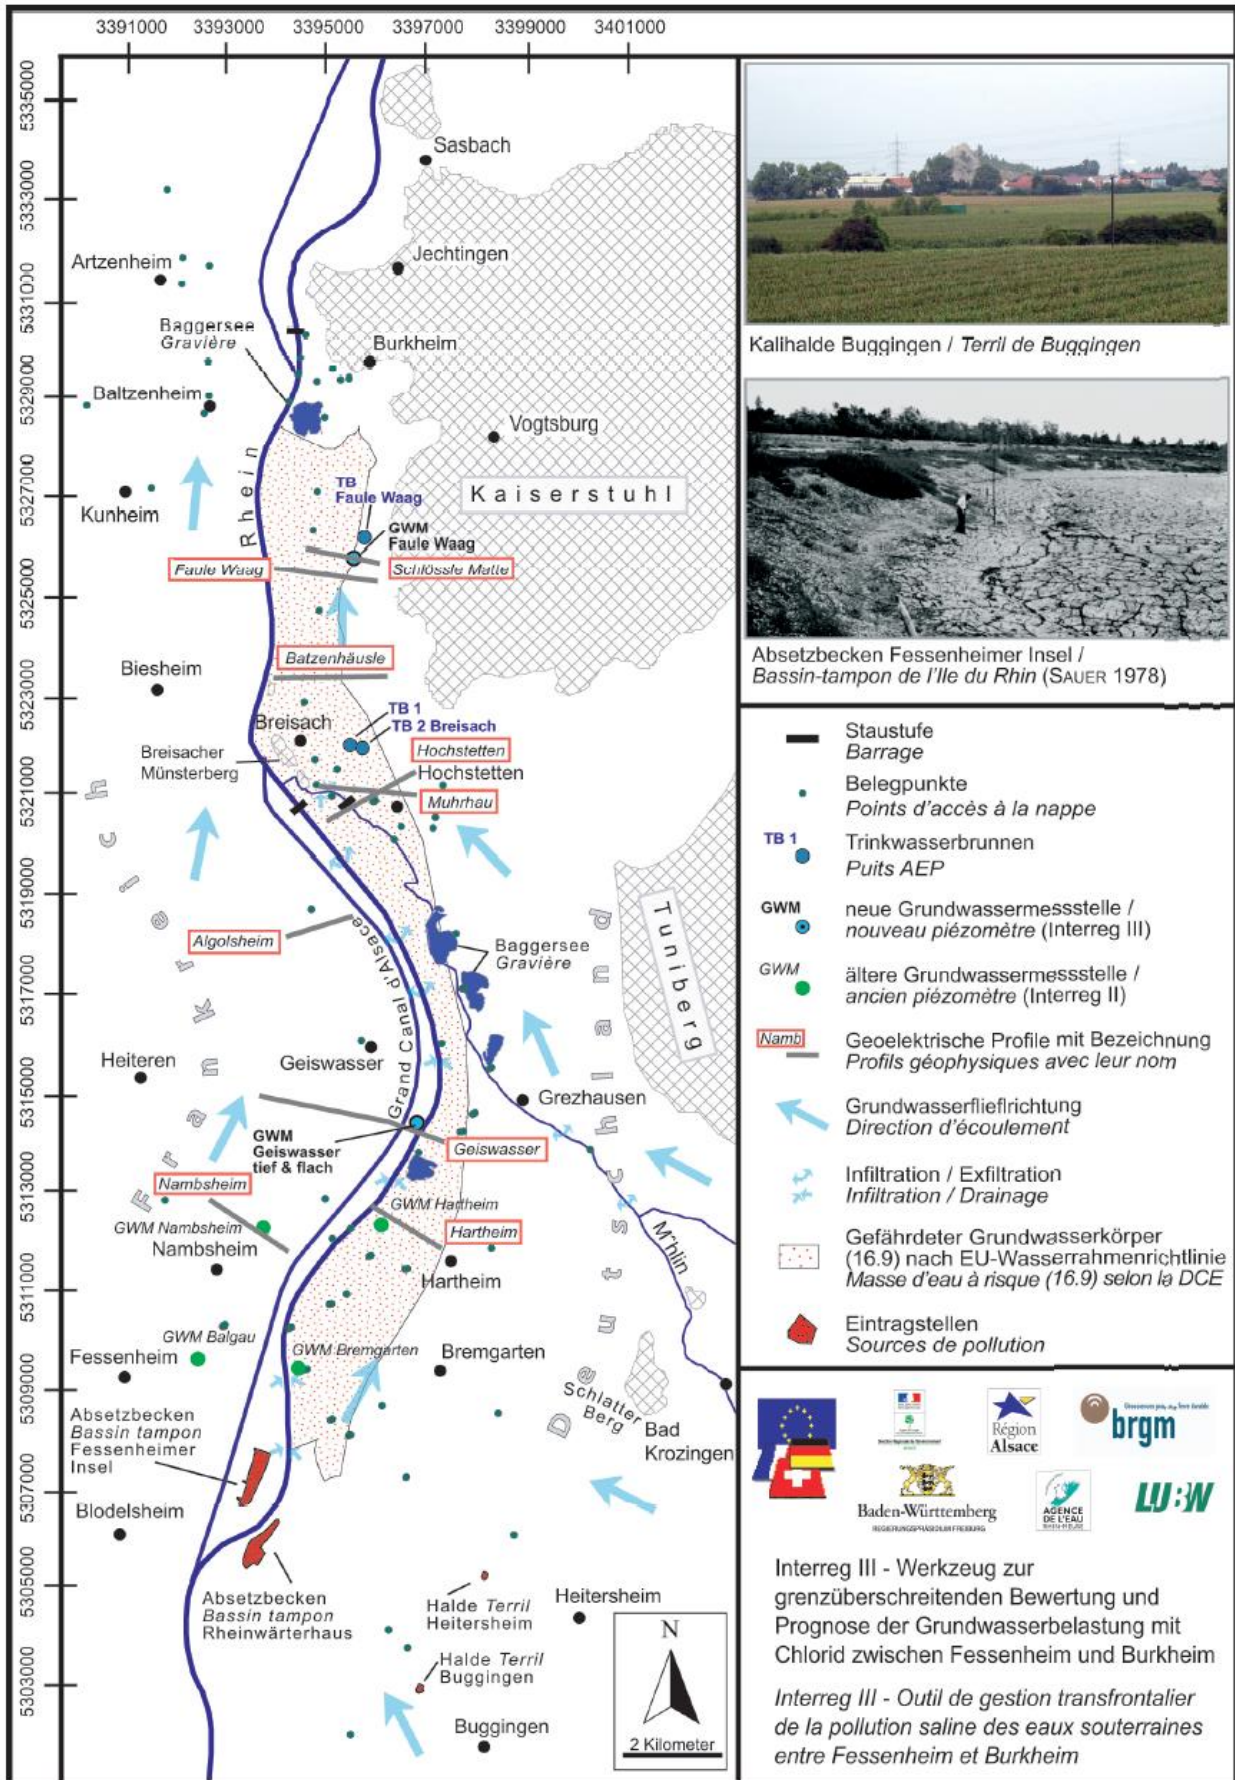 3391000
3393000
3395000
3397000
3399000
3401000
5335000
5333000
5331000
5329000
5327000
5325000
5323000
5321000
5319000
5317000
5315000
5313000
5311000
5309000
5307000
5305000
5303000
Sasbach
Artzenheim
Jechtingen
Baggersee
Gravière
Burkheim
Baltzenheim
Vogtsburg
Rhein
TB
Faule Waag
Kaiserstuhl
Kunheim
GWM
Faule Waag
Faule Waag
Schlössle Matte
Batzenhäusle
Biesheim
TB 1
TB 2 Breisach
Breisach
Breisacher
Münsterberg
Hochstetten
Hochstetten
Muhrhau
Frankreich
Algolsheim
Grand Canal d'Alsace
Baggersee
Gravière
Tuniberg
Deutschland
Heiteren
Geiswasser
Grezhausen
GWM
Geiswasser
tief & flach
Geiswasser
Nambsheim
GWM Hartheim
GWM Nambsheim
Nambsheim
Hartheim
Hartheim
M"hlin
GWM Balgau
GWM Bremgarten
Fessenheim
Bremgarten
Schlatter
Berg
Bad
Krozingen
Absetzbecken
Bassin tampon
Fessenheimer
Insel
Blodelsheim
Absetzbecken
Bassin tampon
Rheinwärterhaus
Halde Terril
Heitersheim
Heitersheim
Halde Terril
Buggingen
Buggingen
N
2 Kilometer
Kalihalde Buggingen / Terril de Buggingen
Absetzbecken Fessenheimer Insel /
Bassin-tampon de l'Ile du Rhin (SAUER 1978)
Staustufe
Barrage
Belegpunkte
Points d'accès à la nappe
TB 1
Trinkwasserbrunnen
Puits AEP
GWM
neue Grundwassermessstelle /
nouveau piézomètre (Interreg III)
GWM
ältere Grundwassermessstelle /
ancien piézomètre (Interreg II)
Namb
Geoelektrische Profile mit Bezeichnung
Profils géophysiques avec leur nom
Grundwasserfließrichtung
Direction d'écoulement
Infiltration / Exfiltration
Infiltration / Drainage
Gefährdeter Grundwasserkörper
(16.9) nach EU-Wasserrahmenrichtlinie
Masse d'eau à risque (16.9) selon la DCE
Eintragstellen
Sources de pollution
Région
Alsace
brgm
Baden-Württemberg
REGIERUNGSPRÄSIDIUM FREIBURG
AGENCE
DE L'EAU
RHIN-MEUSE
LUBW
Interreg III - Werkzeug zur
grenzüberschreitenden Bewertung und
Prognose der Grundwasserbelastung mit
Chlorid zwischen Fessenheim und Burkheim
Interreg III - Outil de gestion transfrontalier
de la pollution saline des eaux souterraines
entre Fessenheim et Burkheim